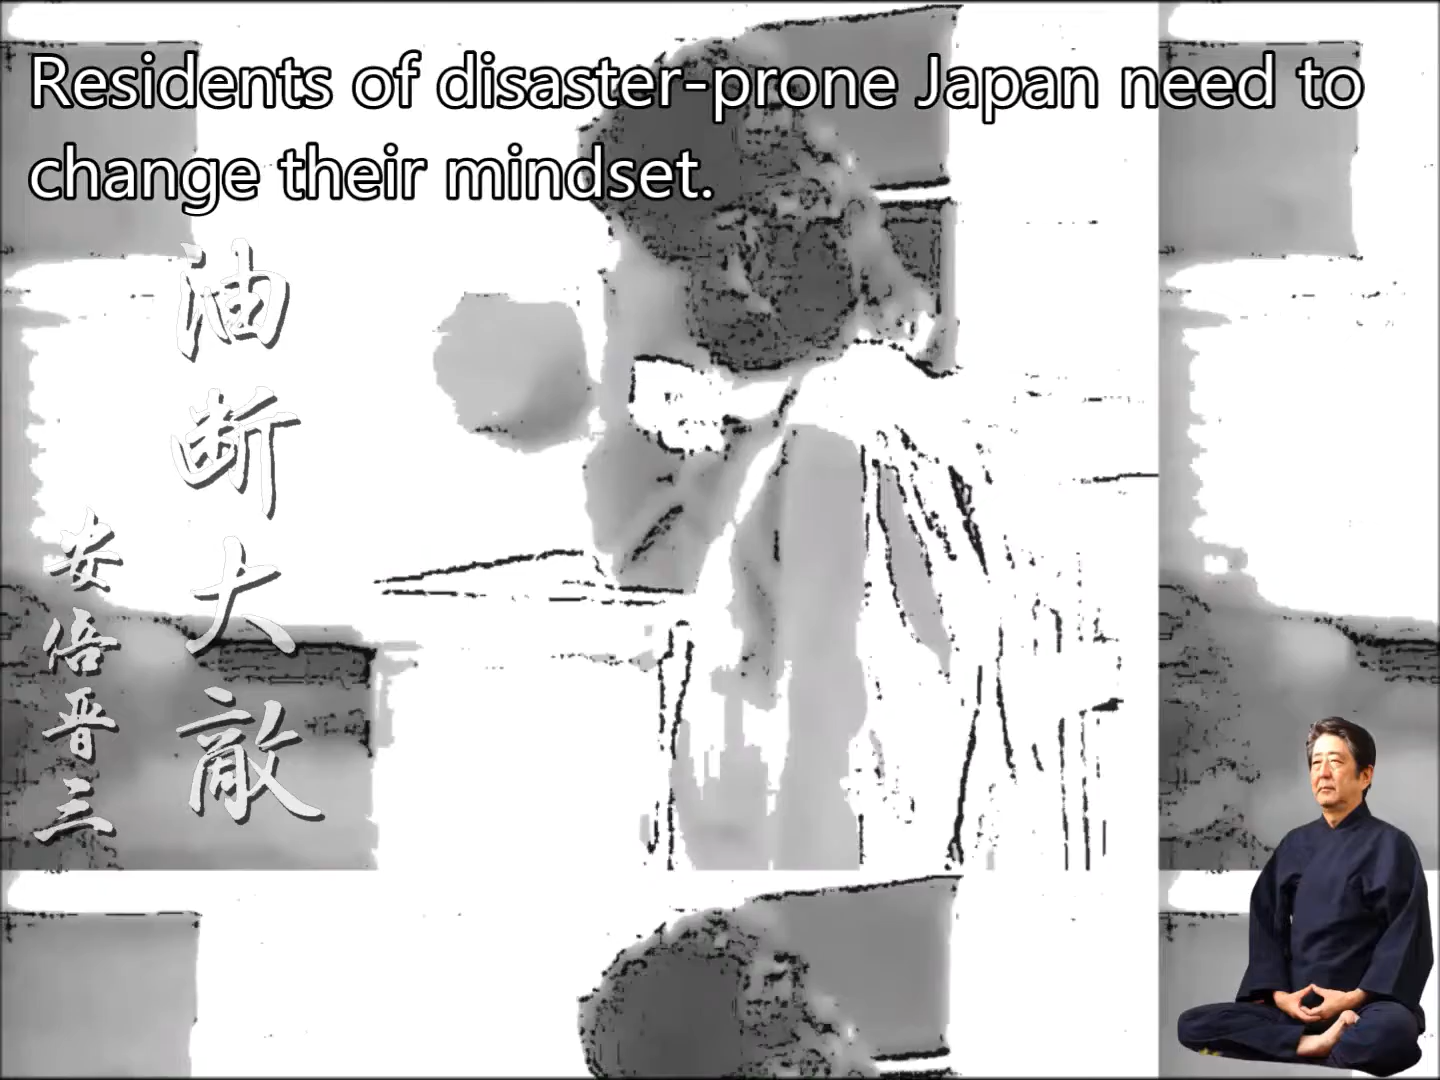 Residents of disaster-prone Japan need to
change their mindset.
油断大敵
安倍晋三